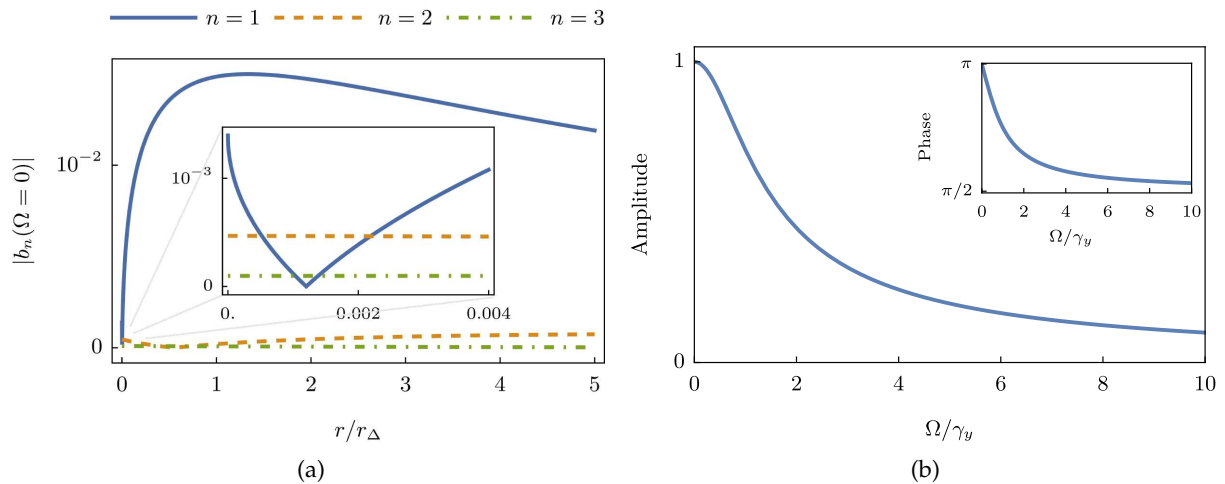 n = 1 n = 2 n = 3
|b_n(Ω = 0)|
10^{-2}
0
10^{-3}
0
0. 0.002 0.004
0 1 2 3 4 5
r/r_Δ
(a)
Amplitude
1
0
Phase
π
π/2
0 2 4 6 8 10
Ω/γ_y
0 2 4 6 8 10
Ω/γ_y
(b)